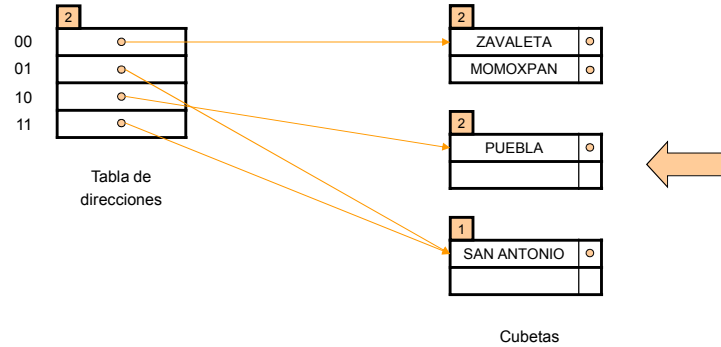 2
00
01
10
11
Tabla de
direcciones
2
ZAVALETA
MOMOXPAN
2
PUEBLA
1
SAN ANTONIO
Cubetas